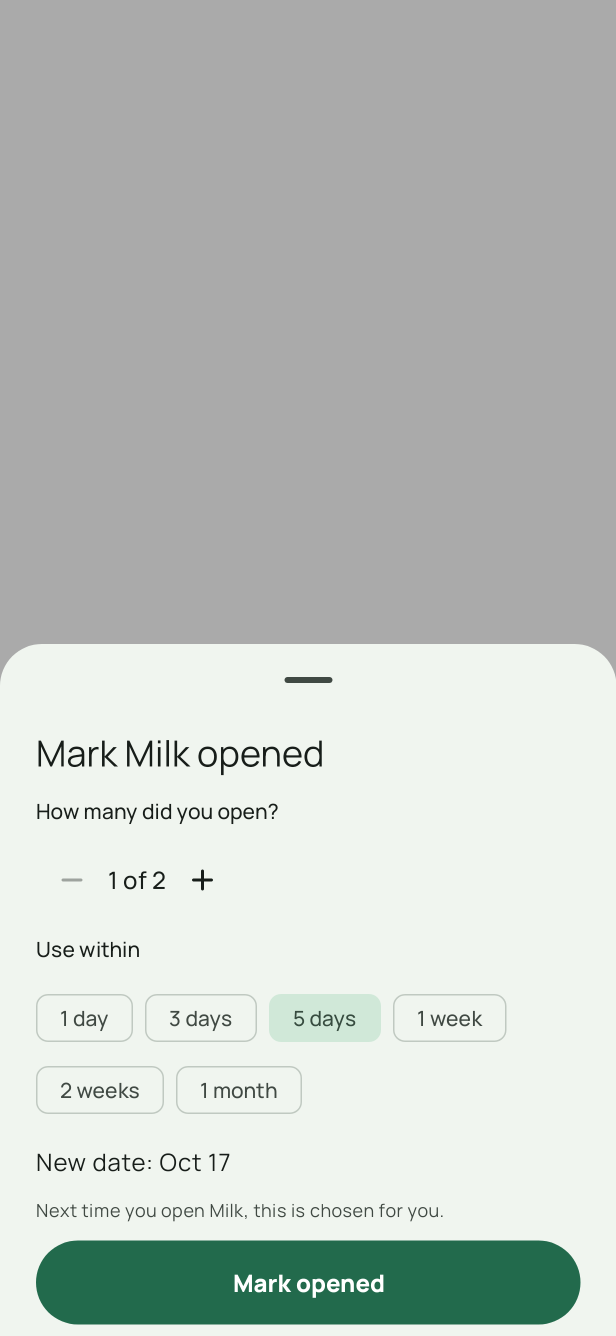 Mark Milk opened
How many did you open?
1 of 2
Use within
1 day 3 days 5 days 1 week
2 weeks 1 month
New date: Oct 17
Next time you open Milk, this is chosen for you.
Mark opened